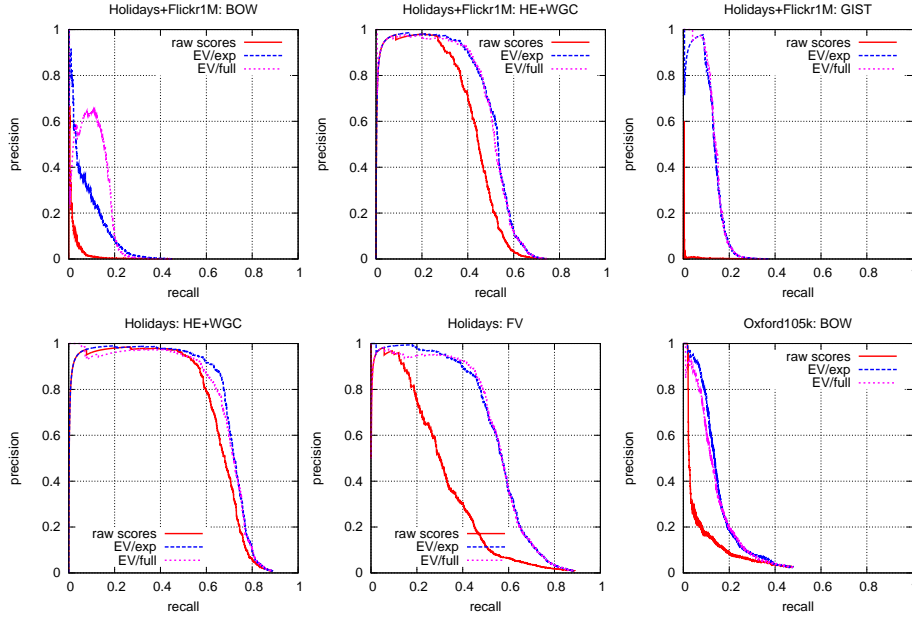 Holidays+Flickr1M: BOW
1
0.8
0.6
0.4
0.2
0
precision
raw scores
EV/exp
EV/full
0 0.2 0.4 0.6 0.8 1
recall
Holidays+Flickr1M: HE+WGC
1
0.8
0.6
0.4
0.2
0
precision
raw scores
EV/exp
EV/full
0 0.2 0.4 0.6 0.8 1
recall
Holidays+Flickr1M: GIST
1
0.8
0.6
0.4
0.2
0
precision
raw scores
EV/exp
EV/full
0 0.2 0.4 0.6 0.8 1
recall
Holidays: HE+WGC
1
0.8
0.6
0.4
0.2
0
precision
raw scores
EV/exp
EV/full
0 0.2 0.4 0.6 0.8 1
recall
Holidays: FV
1
0.8
0.6
0.4
0.2
0
precision
raw scores
EV/exp
EV/full
0 0.2 0.4 0.6 0.8 1
recall
Oxford105k: BOW
1
0.8
0.6
0.4
0.2
0
precision
raw scores
EV/exp
EV/full
0 0.2 0.4 0.6 0.8 1
recall